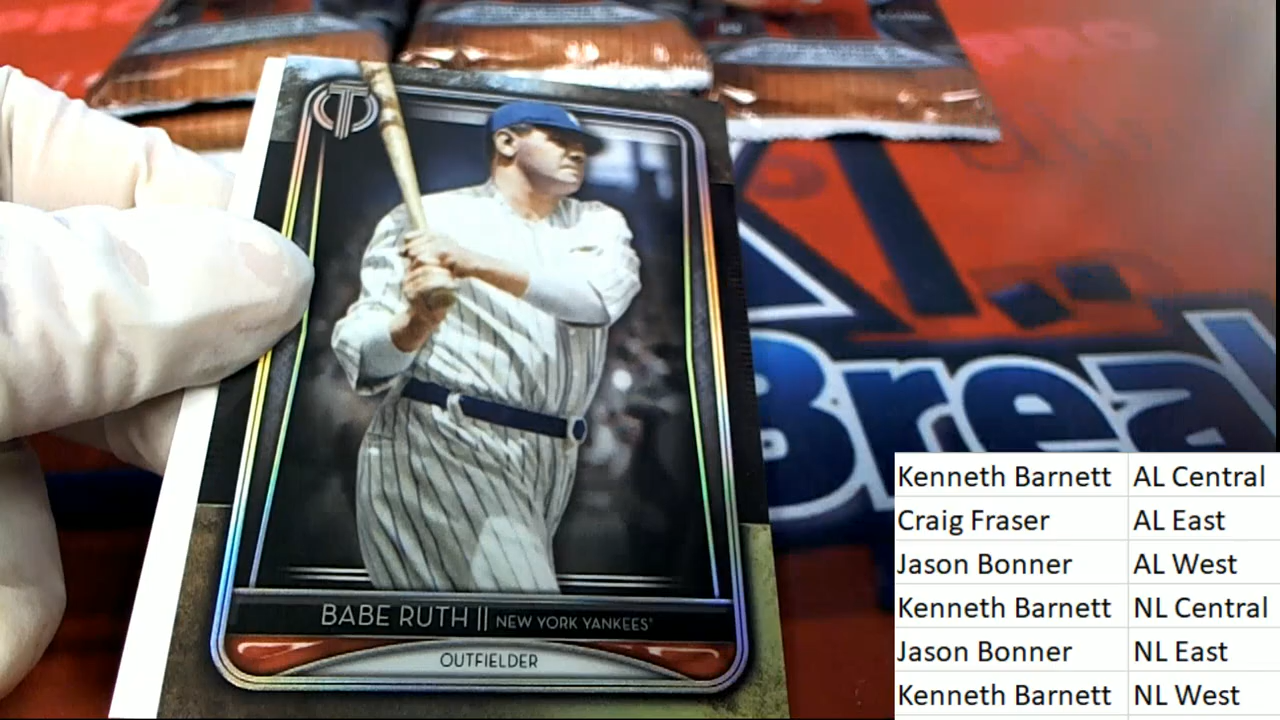 BABE RUTH || NEW YORK YANKEES
OUTFIELDER
Brea
Kenneth Barnett AL Central
Craig Fraser AL East
Jason Bonner AL West
Kenneth Barnett NL Central
Jason Bonner NL East
Kenneth Barnett NL West